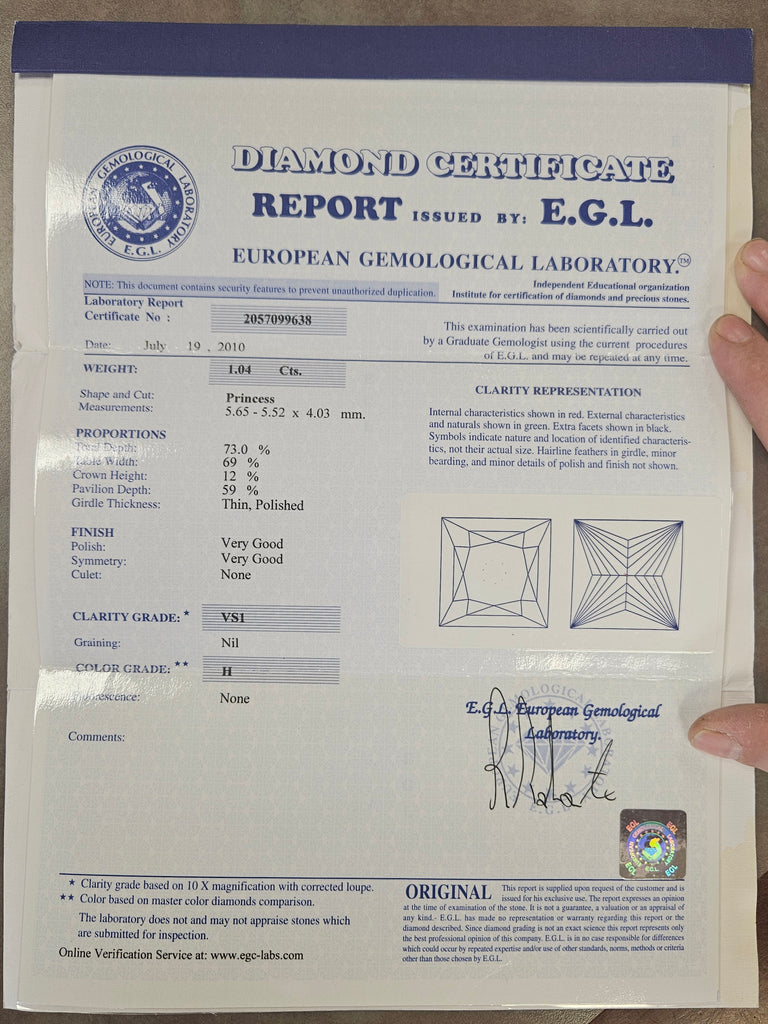 EUROPEAN GEMOLOGICAL LABORATORY
E.G.L.
DIAMOND CERTIFICATE
REPORT ISSUED BY: E.G.L.
EUROPEAN GEMOLOGICAL LABORATORY.™
NOTE: This document contains security features to prevent unauthorized duplication.
Independent Educational organization
Institute for certification of diamonds and precious stones.
Laboratory Report
Certificate No : 2057099638
Date: July 19 , 2010
This examination has been scientifically carried out
by a Graduate Gemologist using the current procedures
of E.G.L. and may be repeated at any time.
WEIGHT: 1.04 Cts.
Shape and Cut: Princess
Measurements: 5.65 - 5.52 x 4.03 mm.
PROPORTIONS
Total Depth: 73.0 %
Table Width: 69 %
Crown Height: 12 %
Pavilion Depth: 59 %
Girdle Thickness: Thin, Polished
CLARITY REPRESENTATION
Internal characteristics shown in red. External characteristics
and naturals shown in green. Extra facets shown in black.
Symbols indicate nature and location of identified characteris-
tics, not their actual size. Hairline feathers in girdle, minor
bearding, and minor details of polish and finish not shown.
FINISH
Polish: Very Good
Symmetry: Very Good
Culet: None
CLARITY GRADE: * VS1
Graining: Nil
COLOR GRADE: ** H
Fluorescence: None
Comments:
E.G.L. European Gemological
Laboratory.
EGL EGL
EGL EGL EGL
* Clarity grade based on 10 X magnification with corrected loupe.
** Color based on master color diamonds comparison.
The laboratory does not and may not appraise stones which
are submitted for inspection.
Online Verification Service at: www.egc-labs.com
ORIGINAL This report is supplied upon request of the customer and is
issued for his exclusive use. The report expresses an opinion
at the time of examination of the stone. It is not a guarantee, a valuation or an appraisal of
any kind.- E.G.L. has made no representation or warranty regarding this report or the
diamond described. Since diamond grading is not an exact science this report represents only
the best professional opinion of this company. E.G.L. is in no case responsible for differences
which could occur by repeated expertise and/or use of other standards, norms, methods or criteria
other than those chosen by E.G.L.